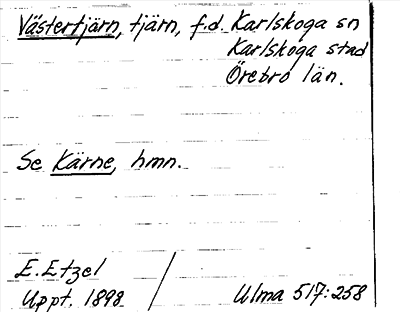 Västertjärn, tjärn, f.d. Karlskoga sn
Karlskoga stad
Örebro län.
Se Kärne, hmn.
E. Etzel
Uppt. 1898
Ulma 517:258